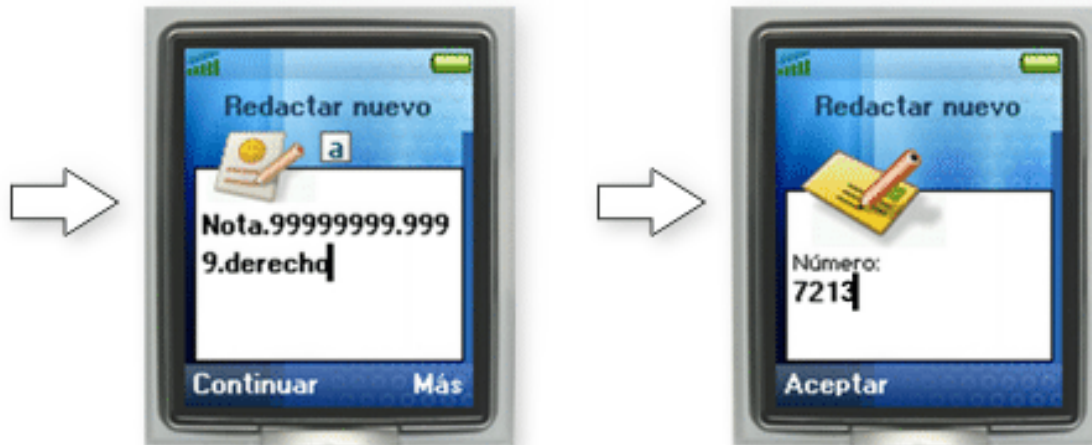 Redactar nuevo
a
Nota.99999999.999
9.derecho
Continuar Más
Redactar nuevo
Número:
7213
Aceptar